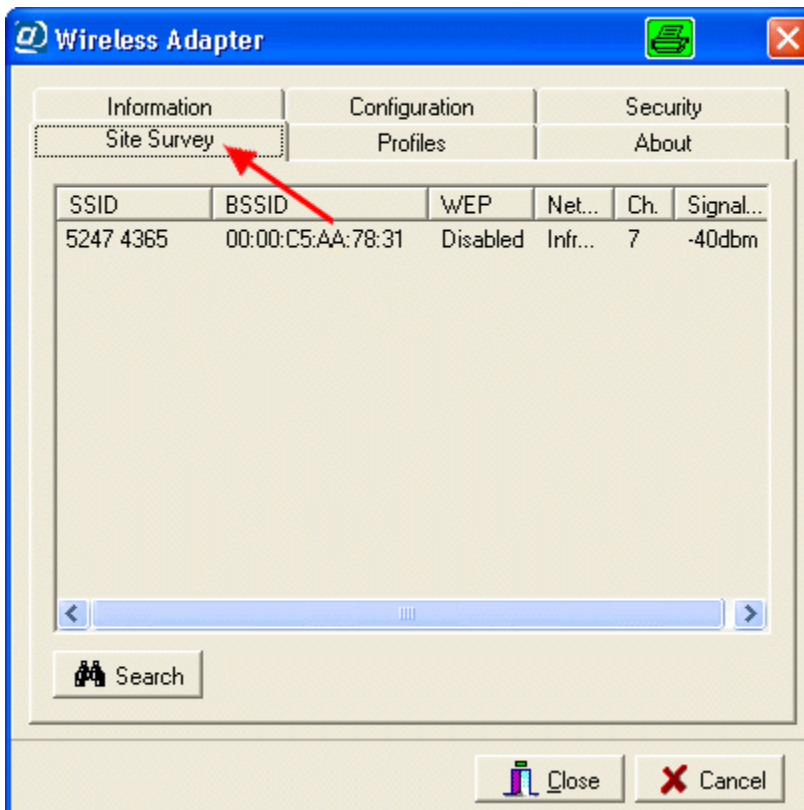 Wireless Adapter
Information Configuration Security
Site Survey Profiles About
SSID BSSID WEP Net... Ch. Signal...
5247 4365 00:00:C5:AA:78:31 Disabled Infr... 7 -40dbm
Search
Close Cancel